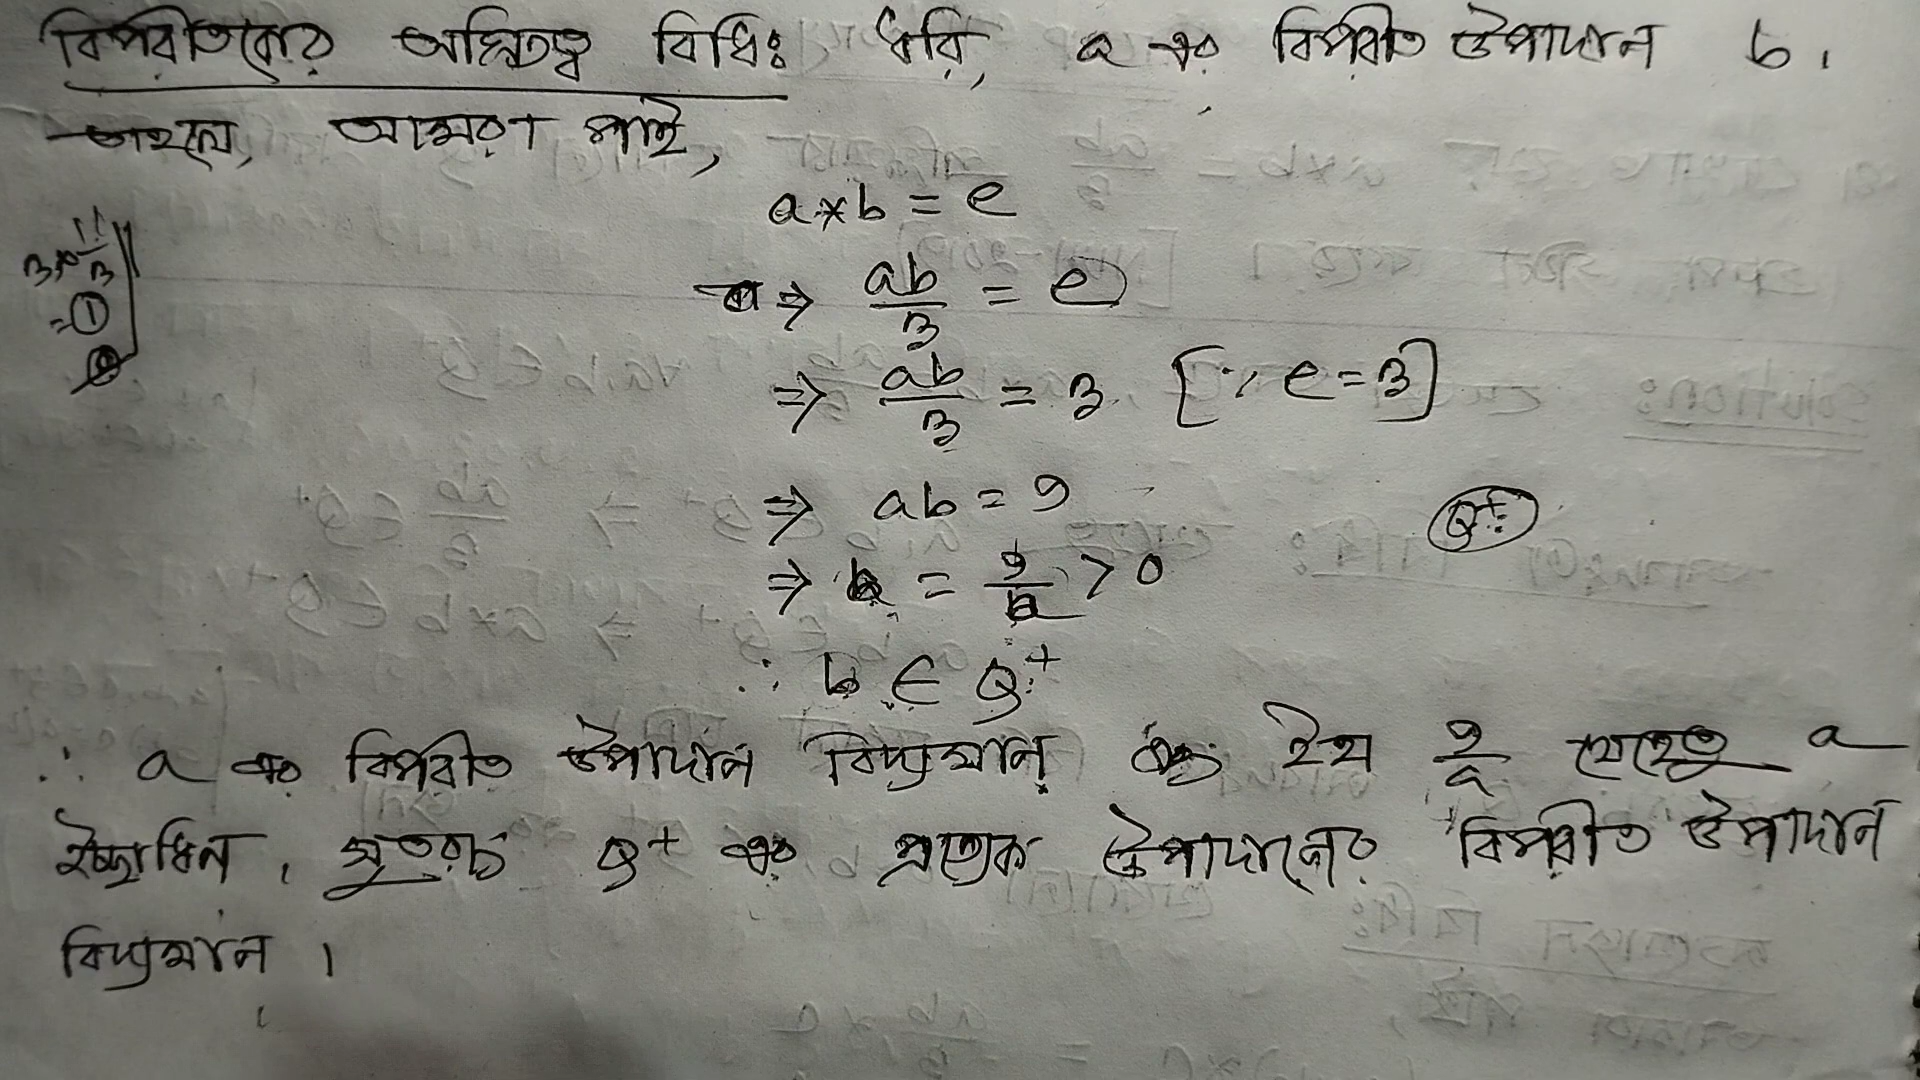 বিপরীতকের অস্তিত্ব বিধিঃ ধরি, a এর বিপরীত উপাদান b.
তাহলে, আমরা পাই,
a*b = e
⇒ ab/3 = e
⇒ ab/3 = 3 [∵ e = 3]
⇒ ab = 9
Q+
⇒ b = 9/a > 0
∴ b ∈ Q+
∴ a এর বিপরীত উপাদান বিদ্যমান ইহা 9/a যেহেতু a
ইচ্ছাধিন, সুতরাং Q+ এর প্রত্যেক উপাদানের বিপরীত উপাদান
বিদ্যমান ।